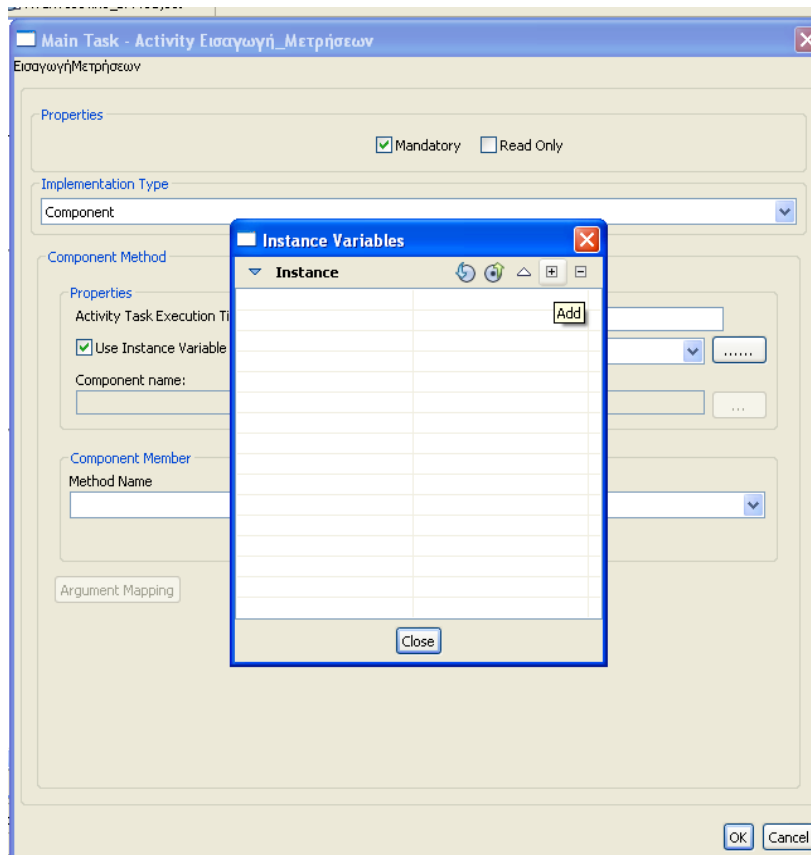 Main Task - Activity Εισαγωγή_Μετρήσεων
ΕισαγωγήΜετρήσεων
Properties
Mandatory
Read Only
Implementation Type
Component
Instance Variables
Component Method
Instance
Properties
Activity Task Execution Ti
Add
Use Instance Variable
......
Component name:
...
Component Member
Method Name
Argument Mapping
Close
OK
Cancel